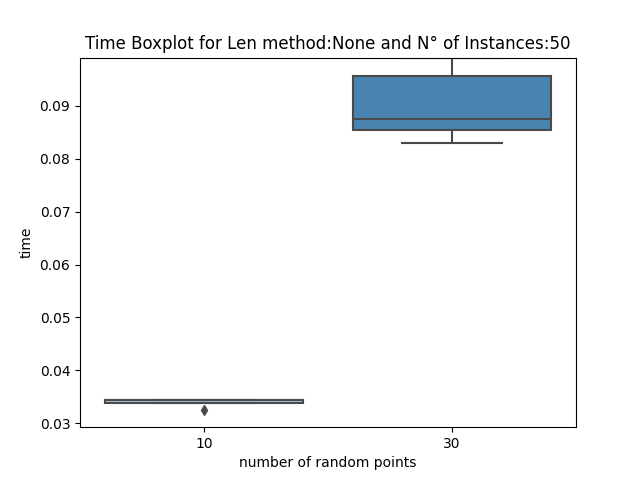 Time Boxplot for Len method:None and N° of Instances:50
0.09
0.08
0.07
0.06
0.05
0.04
0.03
time
10 30
number of random points